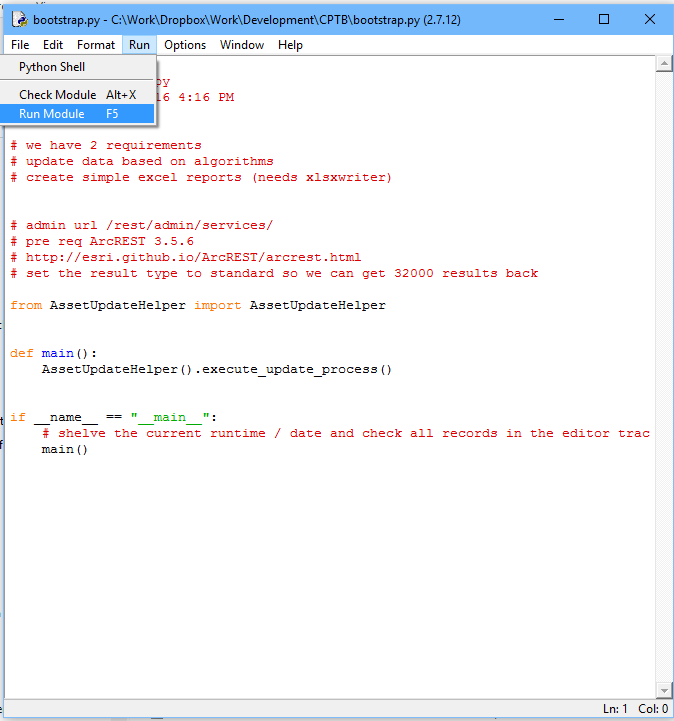 bootstrap.py - C:\Work\Dropbox\Work\Development\CPTB\bootstrap.py (2.7.12)
File Edit Format Run Options Window Help
Python Shell
Check Module Alt+X
Run Module F5
py
16 4:16 PM
# we have 2 requirements
# update data based on algorithms
# create simple excel reports (needs xlsxwriter)
# admin url /rest/admin/services/
# pre req ArcREST 3.5.6
# http://esri.github.io/ArcREST/arcrest.html
# set the result type to standard so we can get 32000 results back
from AssetUpdateHelper import AssetUpdateHelper
def main():
AssetUpdateHelper().execute_update_process()
if __name__ == "__main__":
# shelve the current runtime / date and check all records in the editor trac
main()
Ln: 1 Col: 0